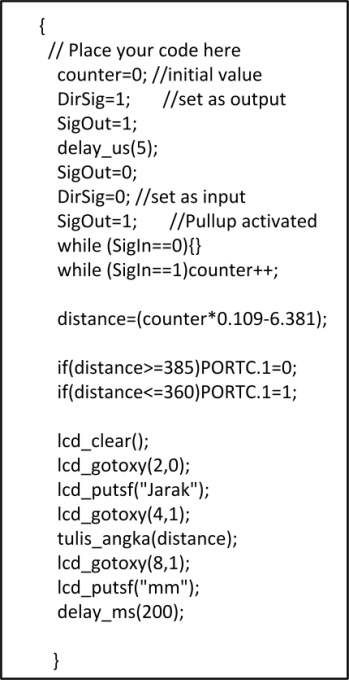 {
// Place your code here
counter=0; //initial value
DirSig=1; //set as output
SigOut=1;
delay_us(5);
SigOut=0;
DirSig=0; //set as input
SigOut=1; //Pullup activated
while (SigIn==0){}
while (SigIn==1)counter++;
distance=(counter*0.109-6.381);
if(distance>=385)PORTC.1=0;
if(distance<=360)PORTC.1=1;
lcd_clear();
lcd_gotoxy(2,0);
lcd_putsf("Jarak");
lcd_gotoxy(4,1);
tulis_angka(distance);
lcd_gotoxy(8,1);
lcd_putsf("mm");
delay_ms(200);
}